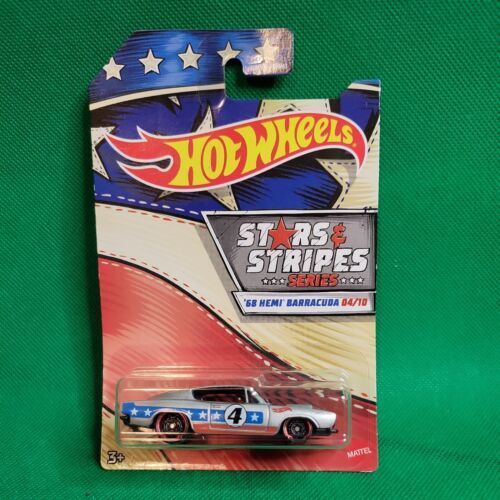 HOT WHEELS
STARS &
STRIPES
SERIES
'68 HEMI BARRACUDA 04/10
4
3+
MATTEL